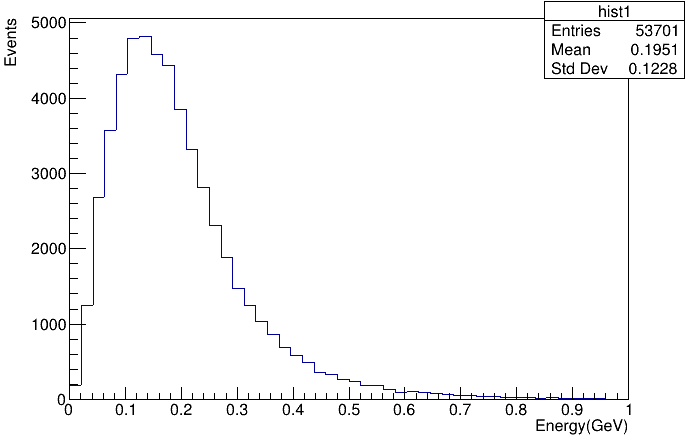 hist1
Entries 53701
Mean 0.1951
Std Dev 0.1228
Events
5000
4000
3000
2000
1000
0
0 0.1 0.2 0.3 0.4 0.5 0.6 0.7 0.8 0.9 1
Energy(GeV)